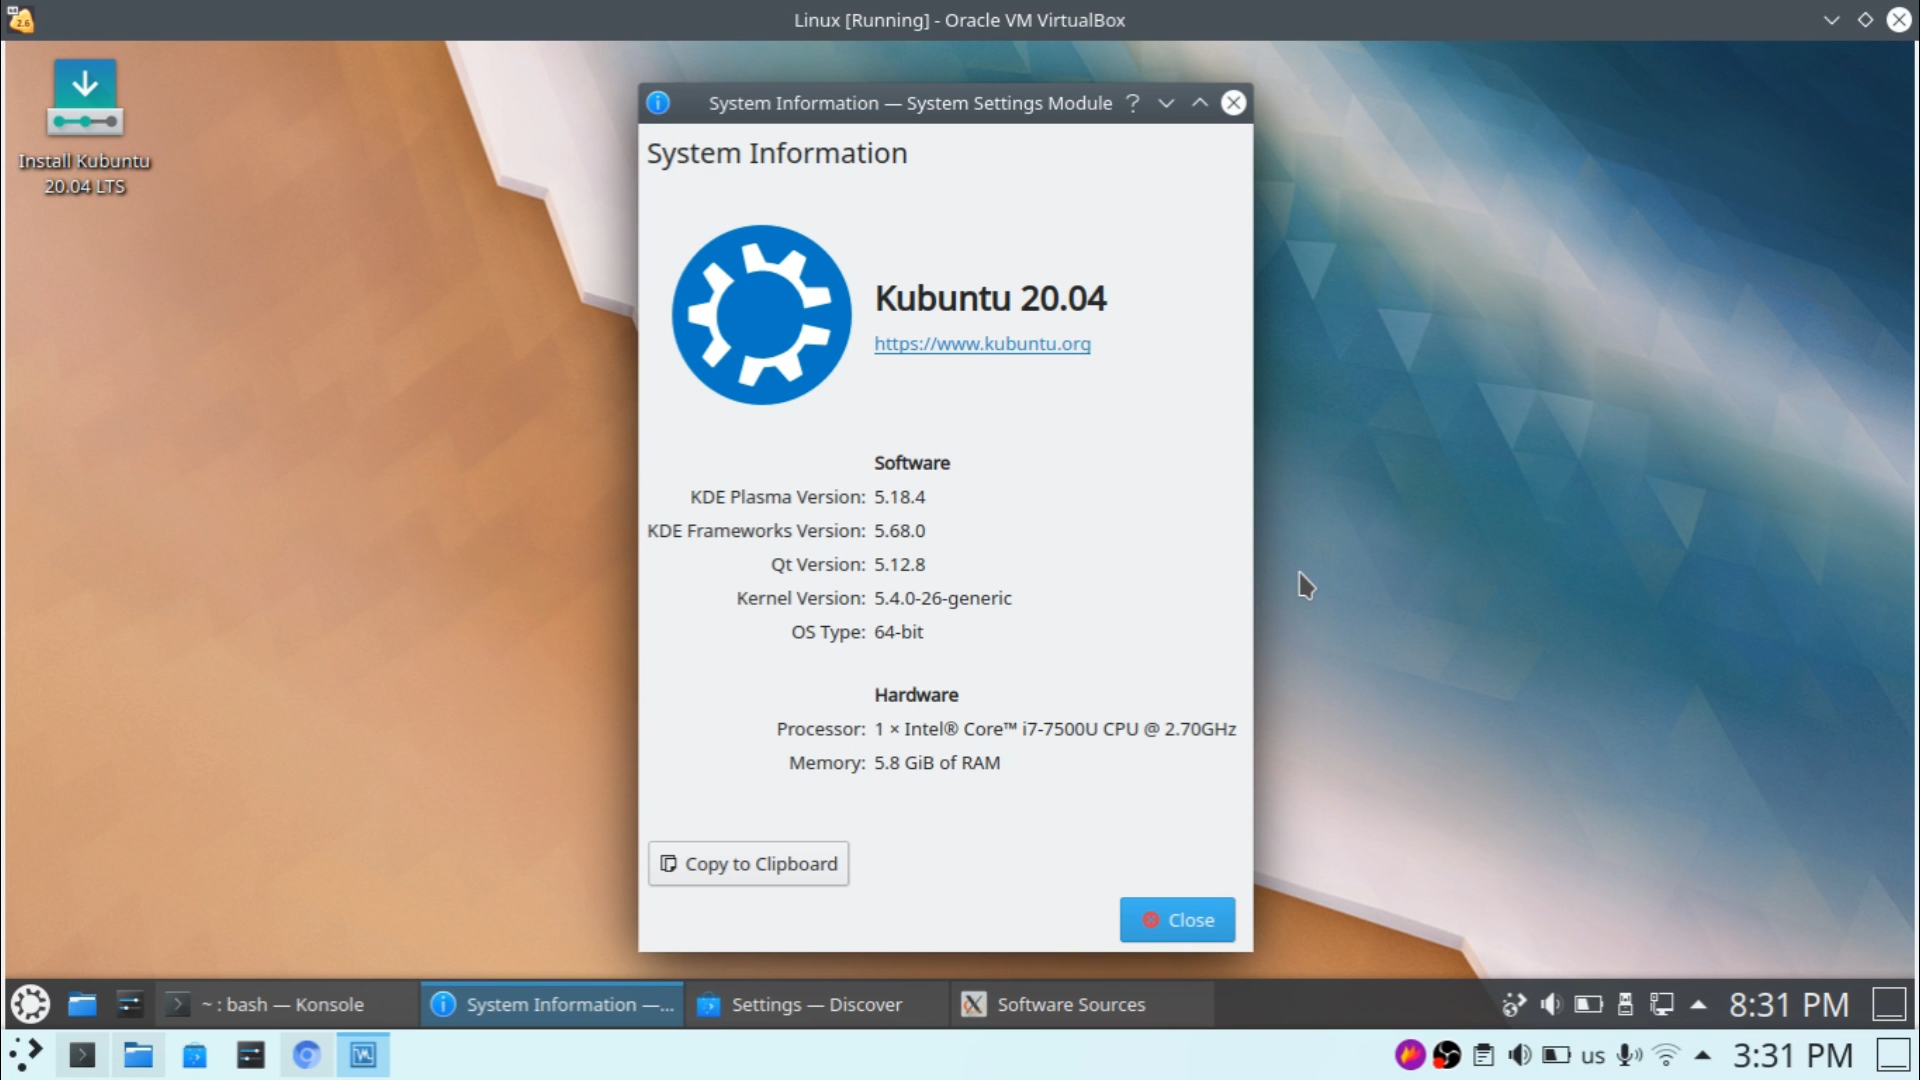 Linux [Running] - Oracle VM VirtualBox
Install Kubuntu
20.04 LTS
System Information — System Settings Module
System Information
Kubuntu 20.04
https://www.kubuntu.org
Software
KDE Plasma Version: 5.18.4
KDE Frameworks Version: 5.68.0
Qt Version: 5.12.8
Kernel Version: 5.4.0-26-generic
OS Type: 64-bit
Hardware
Processor: 1 × Intel® Core™ i7-7500U CPU @ 2.70GHz
Memory: 5.8 GiB of RAM
Copy to Clipboard
Close
~ : bash — Konsole
System Information —...
Settings — Discover
Software Sources
8:31 PM
us
3:31 PM